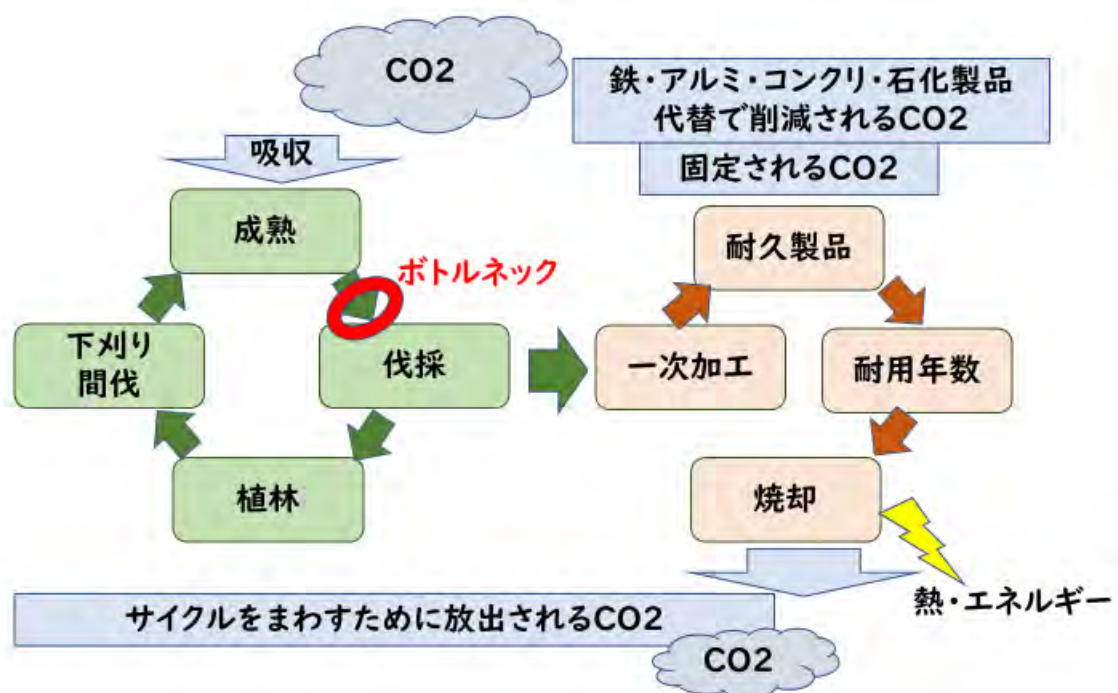 CO2
鉄・アルミ・コンクリ・石化製品
代替で削減されるCO2
固定されるCO2
吸収
成熟
耐久製品
ボトルネック
下刈り
間伐
伐採
一次加工
耐用年数
植林
焼却
熱・エネルギー
サイクルをまわすために放出されるCO2
CO2